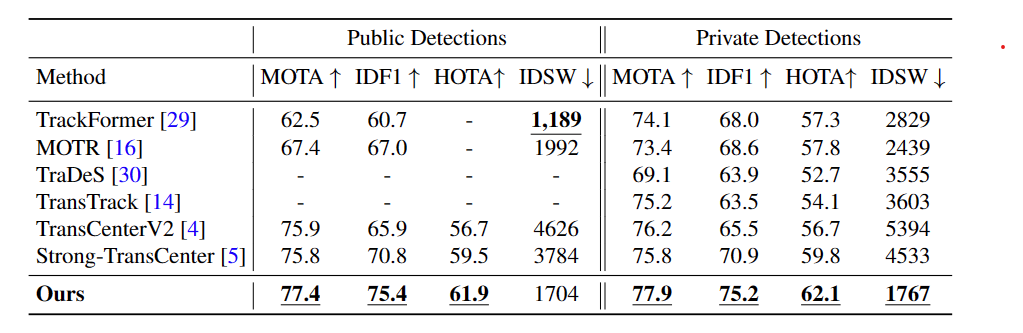 Public Detections Private Detections
Method MOTA ↑ IDF1 ↑ HOTA↑ IDSW ↓ MOTA ↑ IDF1 ↑ HOTA↑ IDSW ↓
TrackFormer [29] 62.5 60.7 - 1,189 74.1 68.0 57.3 2829
MOTR [16] 67.4 67.0 - 1992 73.4 68.6 57.8 2439
TraDeS [30] - - - - 69.1 63.9 52.7 3555
TransTrack [14] - - - - 75.2 63.5 54.1 3603
TransCenterV2 [4] 75.9 65.9 56.7 4626 76.2 65.5 56.7 5394
Strong-TransCenter [5] 75.8 70.8 59.5 3784 75.8 70.9 59.8 4533
Ours 77.4 75.4 61.9 1704 77.9 75.2 62.1 1767